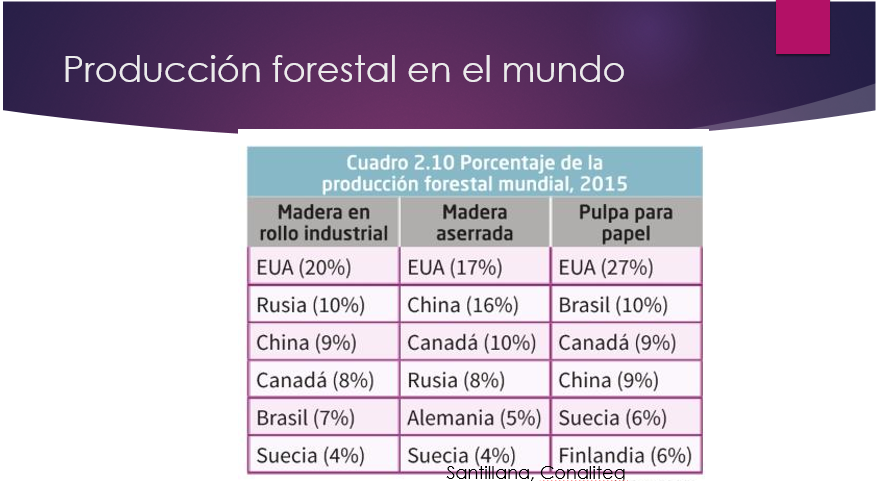 Producción forestal en el mundo
Cuadro 2.10 Porcentaje de la
producción forestal mundial, 2015
Madera en
rollo industrial
Madera
aserrada
Pulpa para
papel
EUA (20%) EUA (17%) EUA (27%)
Rusia (10%) China (16%) Brasil (10%)
China (9%) Canadá (10%) Canadá (9%)
Canadá (8%) Rusia (8%) China (9%)
Brasil (7%) Alemania (5%) Suecia (6%)
Suecia (4%) Suecia (4%) Finlandia (6%)
Santillana, Conaliteg